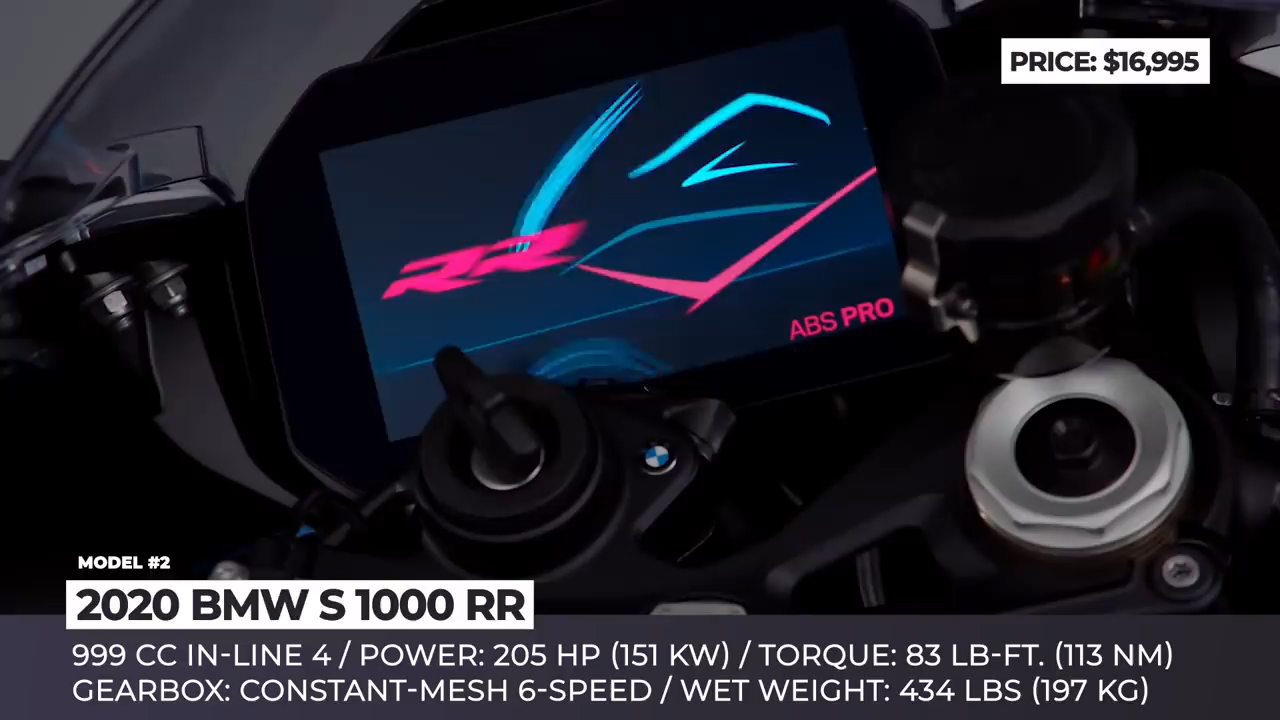 PRICE: $16,995
RR
ABS PRO
MODEL #2
2020 BMW S 1000 RR
999 CC IN-LINE 4 / POWER: 205 HP (151 KW) / TORQUE: 83 LB-FT. (113 NM)
GEARBOX: CONSTANT-MESH 6-SPEED / WET WEIGHT: 434 LBS (197 KG)